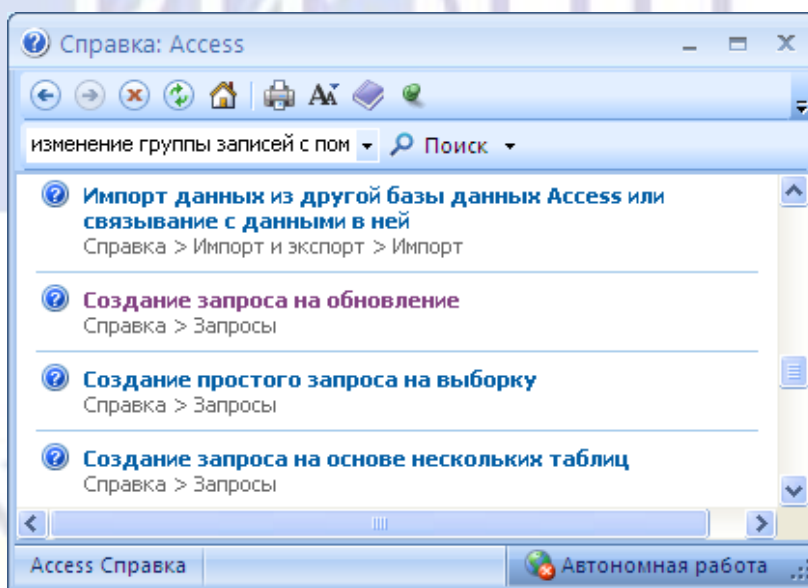 Справка: Access
изменение группы записей с пом
Поиск
Импорт данных из другой базы данных Access или
связывание с данными в ней
Справка > Импорт и экспорт > Импорт
Создание запроса на обновление
Справка > Запросы
Создание простого запроса на выборку
Справка > Запросы
Создание запроса на основе нескольких таблиц
Справка > Запросы
Access Справка
Автономная работа